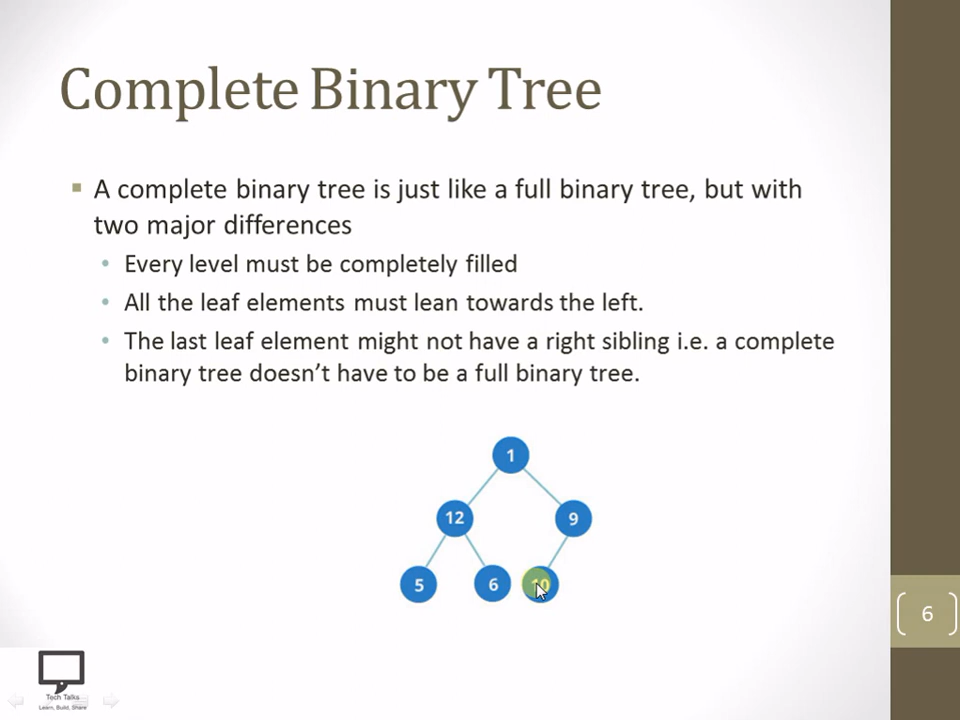 Complete Binary Tree
A complete binary tree is just like a full binary tree, but with
two major differences
Every level must be completely filled
All the leaf elements must lean towards the left.
The last leaf element might not have a right sibling i.e. a complete
binary tree doesn't have to be a full binary tree.
1
12
9
5
6
10
6
Tech Talks
Learn, Build, Share